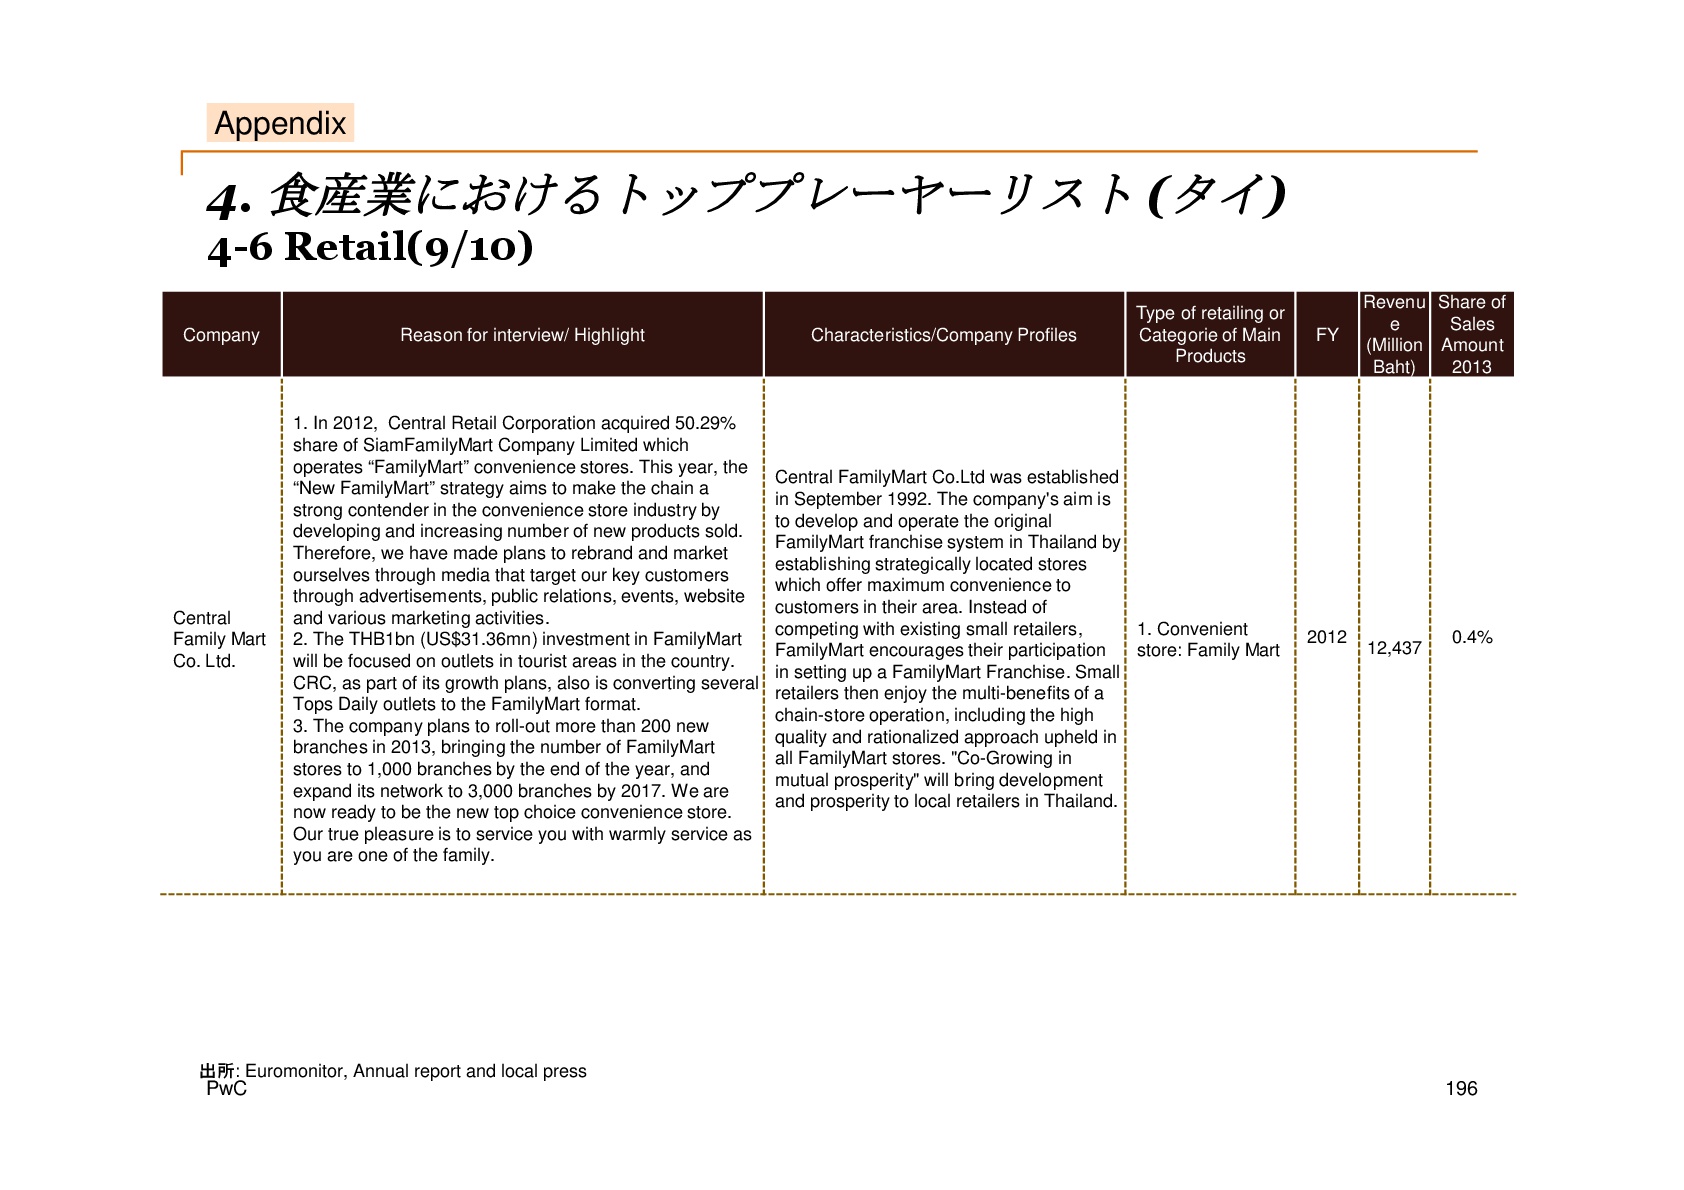 Appendix
4. 食産業におけるトッププレーヤーリスト(タイ)
4-6 Retail(9/10)
Company
Reason for interview/ Highlight
Characteristics/Company Profiles
Type of retailing or
Categorie of Main
Products
FY
Revenu
e
(Million
Baht)
Share of
Sales
Amount
2013
Central
Family Mart
Co. Ltd.
1. In 2012,  Central Retail Corporation acquired 50.29%
share of SiamFamilyMart Company Limited which
operates “FamilyMart” convenience stores. This year, the
“New FamilyMart” strategy aims to make the chain a
strong contender in the convenience store industry by
developing and increasing number of new products sold.
Therefore, we have made plans to rebrand and market
ourselves through media that target our key customers
through advertisements, public relations, events, website
and various marketing activities.
2. The THB1bn (US$31.36mn) investment in FamilyMart
will be focused on outlets in tourist areas in the country.
CRC, as part of its growth plans, also is converting several
Tops Daily outlets to the FamilyMart format.
3. The company plans to roll-out more than 200 new
branches in 2013, bringing the number of FamilyMart
stores to 1,000 branches by the end of the year, and
expand its network to 3,000 branches by 2017. We are
now ready to be the new top choice convenience store.
Our true pleasure is to service you with warmly service as
you are one of the family.
Central FamilyMart Co.Ltd was established
in September 1992. The company's aim is
to develop and operate the original
FamilyMart franchise system in Thailand by
establishing strategically located stores
which offer maximum convenience to
customers in their area. Instead of
competing with existing small retailers,
FamilyMart encourages their participation
in setting up a FamilyMart Franchise. Small
retailers then enjoy the multi-benefits of a
chain-store operation, including the high
quality and rationalized approach upheld in
all FamilyMart stores. "Co-Growing in
mutual prosperity" will bring development
and prosperity to local retailers in Thailand.
1. Convenient
store: Family Mart
2012
12,437
0.4%
出所: Euromonitor, Annual report and local press
PwC
196